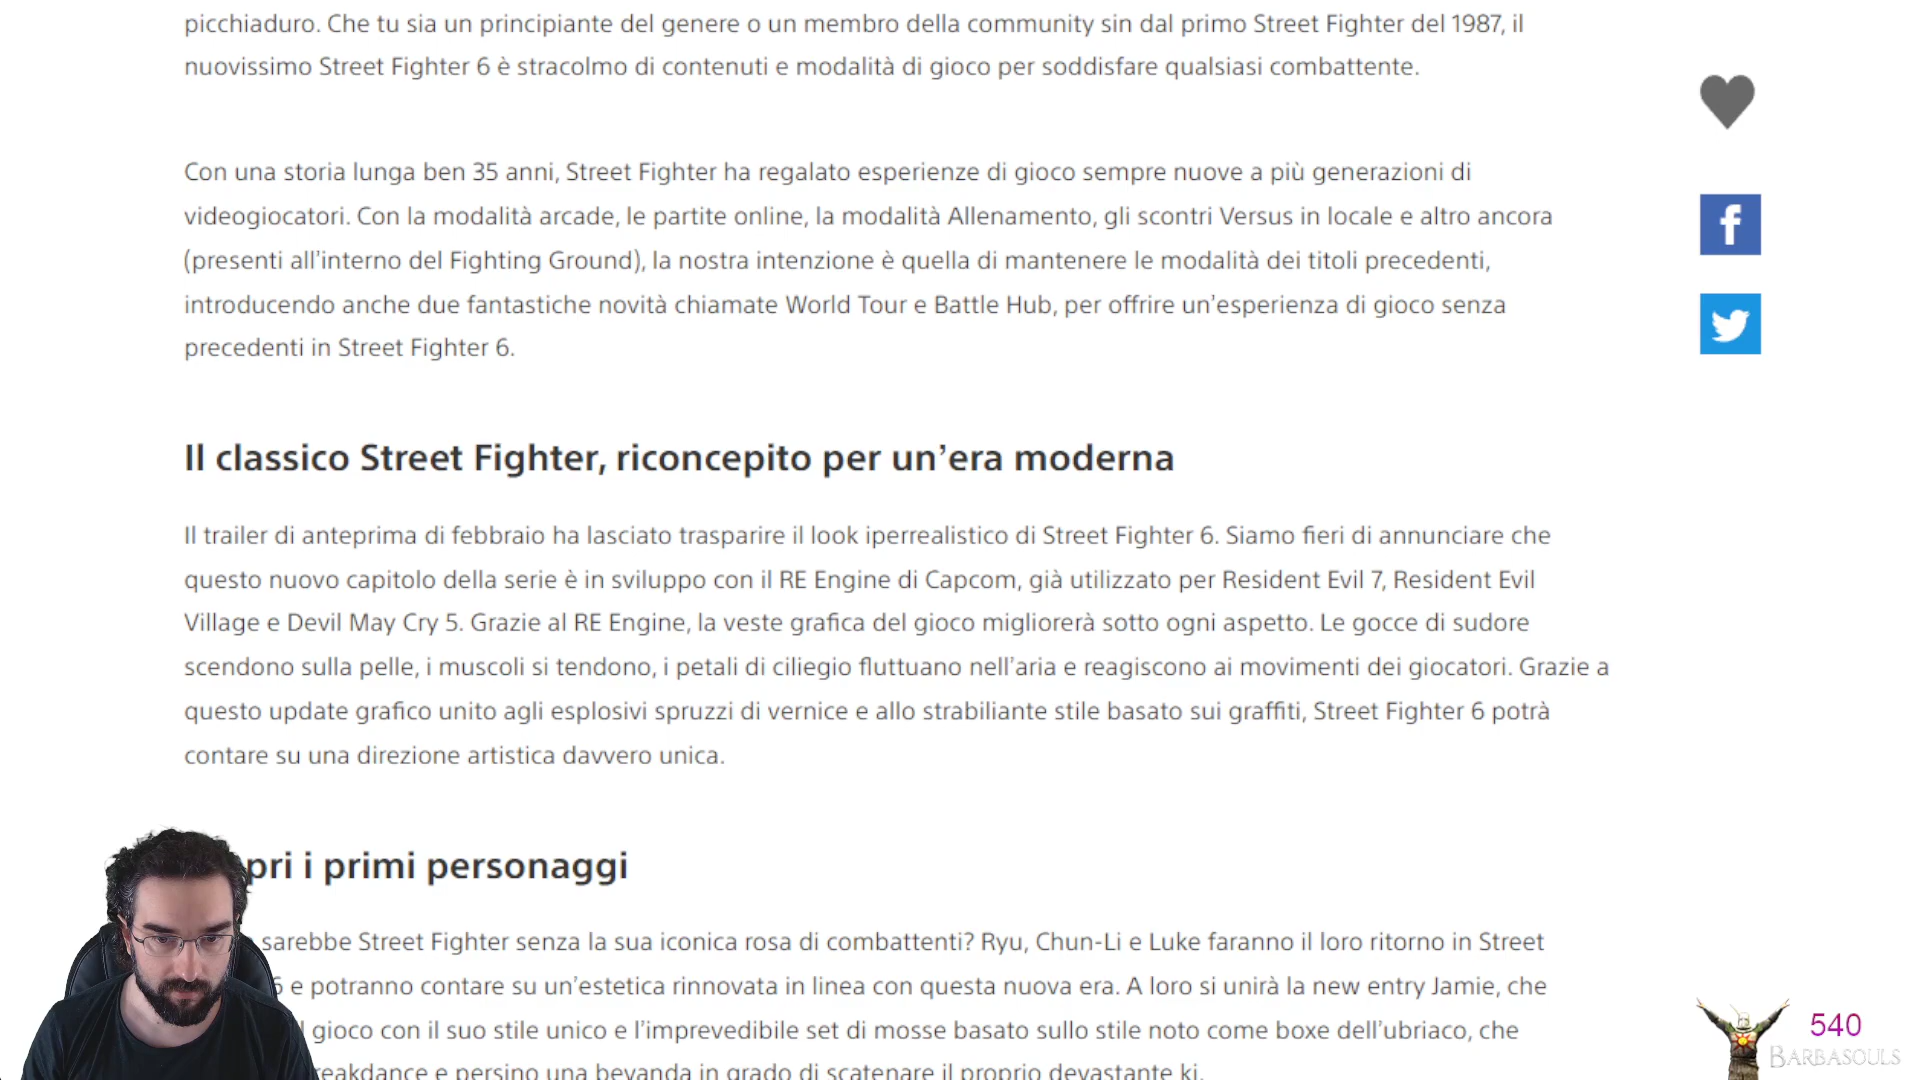 picchiaduro. Che tu sia un principiante del genere o un membro della community sin dal primo Street Fighter del 1987, il
nuovissimo Street Fighter 6 è stracolmo di contenuti e modalità di gioco per soddisfare qualsiasi combattente.
Con una storia lunga ben 35 anni, Street Fighter ha regalato esperienze di gioco sempre nuove a più generazioni di
videogiocatori. Con la modalità arcade, le partite online, la modalità Allenamento, gli scontri Versus in locale e altro ancora
(presenti all’interno del Fighting Ground), la nostra intenzione è quella di mantenere le modalità dei titoli precedenti,
introducendo anche due fantastiche novità chiamate World Tour e Battle Hub, per offrire un’esperienza di gioco senza
precedenti in Street Fighter 6.
Il classico Street Fighter, riconcepito per un’era moderna
Il trailer di anteprima di febbraio ha lasciato trasparire il look iperrealistico di Street Fighter 6. Siamo fieri di annunciare che
questo nuovo capitolo della serie è in sviluppo con il RE Engine di Capcom, già utilizzato per Resident Evil 7, Resident Evil
Village e Devil May Cry 5. Grazie al RE Engine, la veste grafica del gioco migliorerà sotto ogni aspetto. Le gocce di sudore
scendono sulla pelle, i muscoli si tendono, i petali di ciliegio fluttuano nell’aria e reagiscono ai movimenti dei giocatori. Grazie a
questo update grafico unito agli esplosivi spruzzi di vernice e allo strabiliante stile basato sui graffiti, Street Fighter 6 potrà
contare su una direzione artistica davvero unica.
pri i primi personaggi
sarebbe Street Fighter senza la sua iconica rosa di combattenti? Ryu, Chun-Li e Luke faranno il loro ritorno in Street
6 e potranno contare su un’estetica rinnovata in linea con questa nuova era. A loro si unirà la new entry Jamie, che
gioco con il suo stile unico e l’imprevedibile set di mosse basato sullo stile noto come boxe dell’ubriaco, che
reakdance e persino una bevanda in grado di scatenare il proprio devastante ki.
540
BARBASOULS